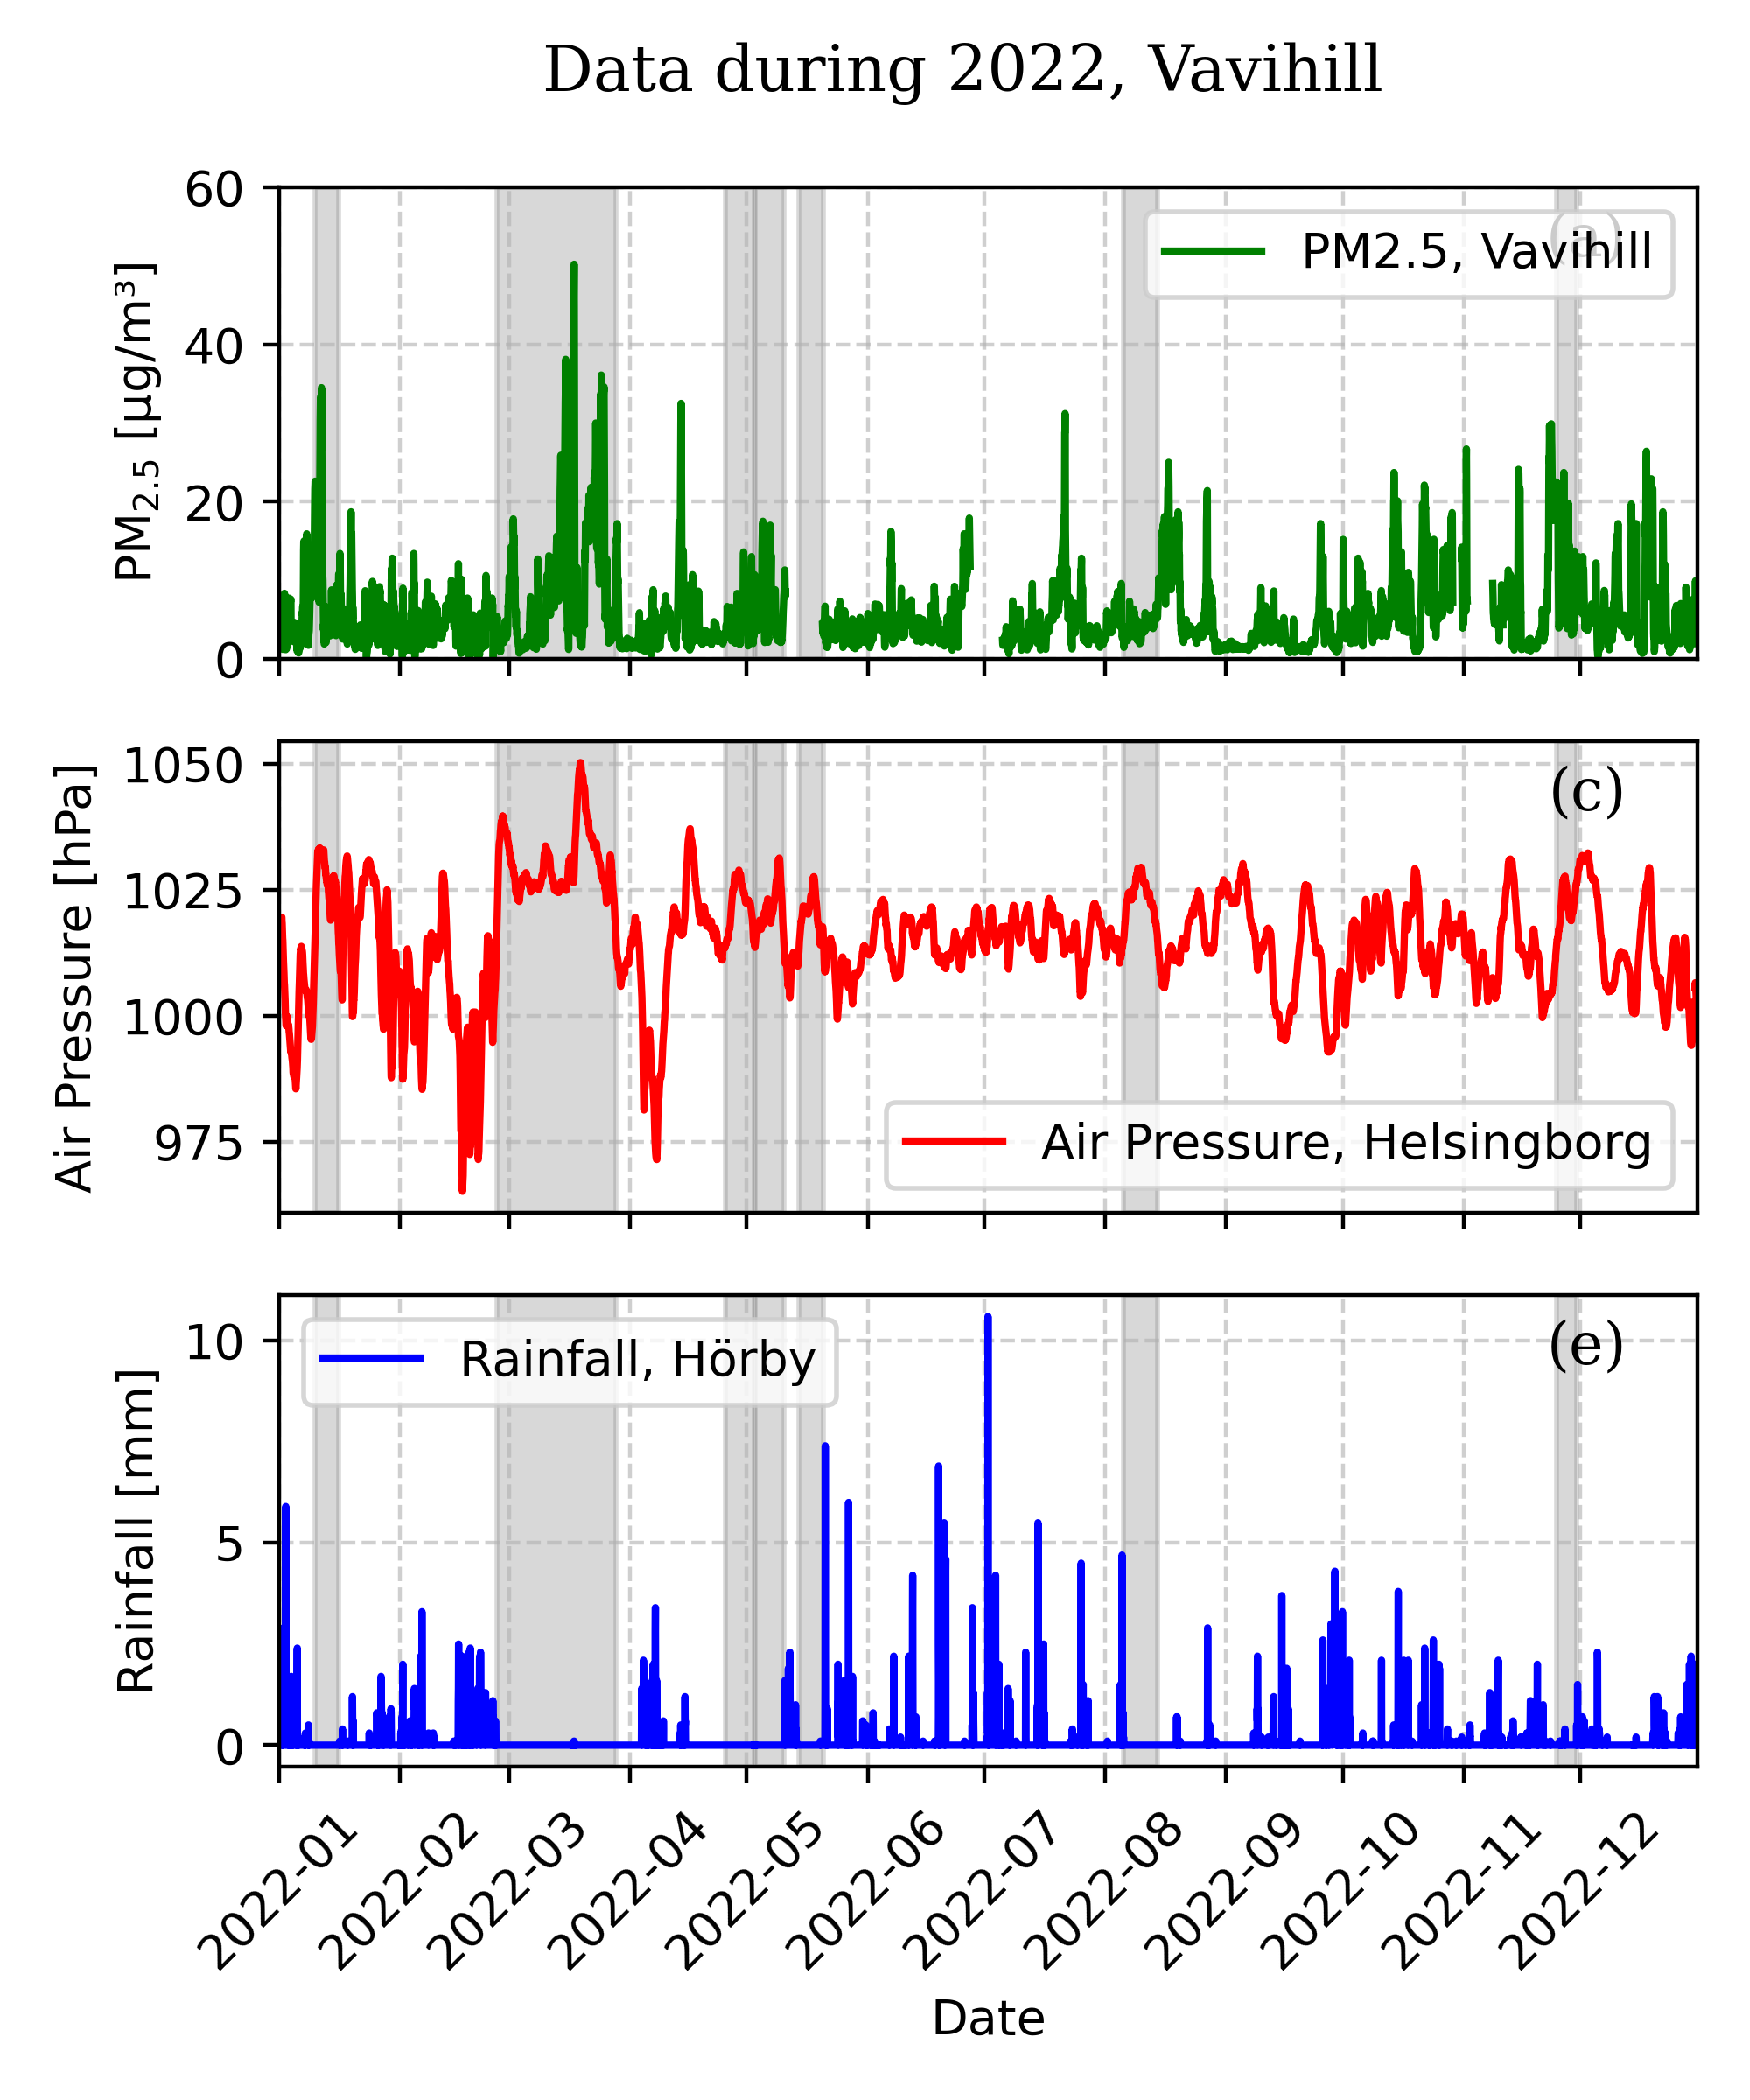 Data during 2022, Vavihill
60
40
20
0
PM2.5 [µg/m³]
(a)
PM2.5, Vavihill
1050
1025
1000
975
Air Pressure [hPa]
(c)
Air Pressure, Helsingborg
10
5
0
Rainfall [mm]
Rainfall, Hörby
(e)
2022-01
2022-02
2022-03
2022-04
2022-05
2022-06
2022-07
2022-08
2022-09
2022-10
2022-11
2022-12
Date